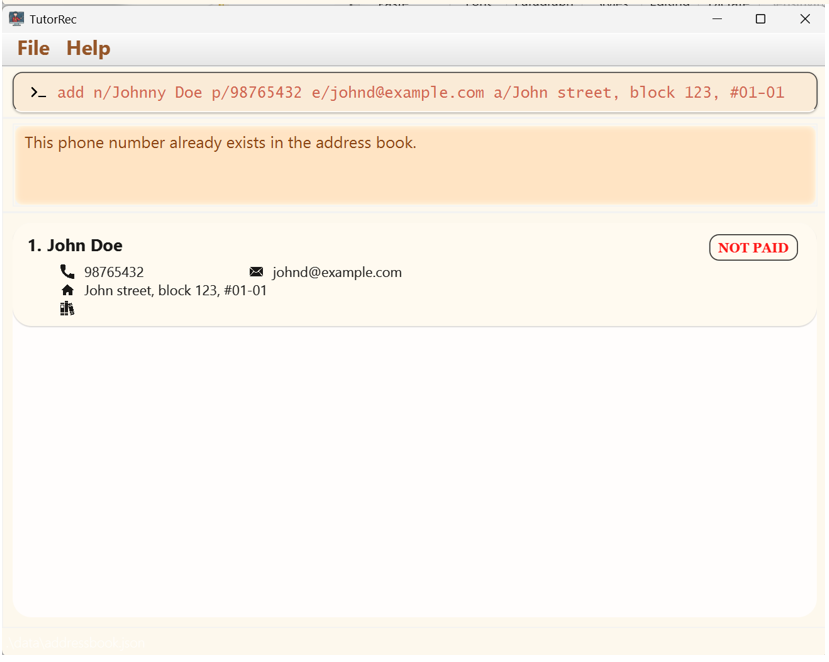 TutorRec
File Help
>_ add n/Johnny Doe p/98765432 e/johnd@example.com a/John street, block 123, #01-01
This phone number already exists in the address book.
1. John Doe
NOT PAID
98765432 johnd@example.com
John street, block 123, #01-01